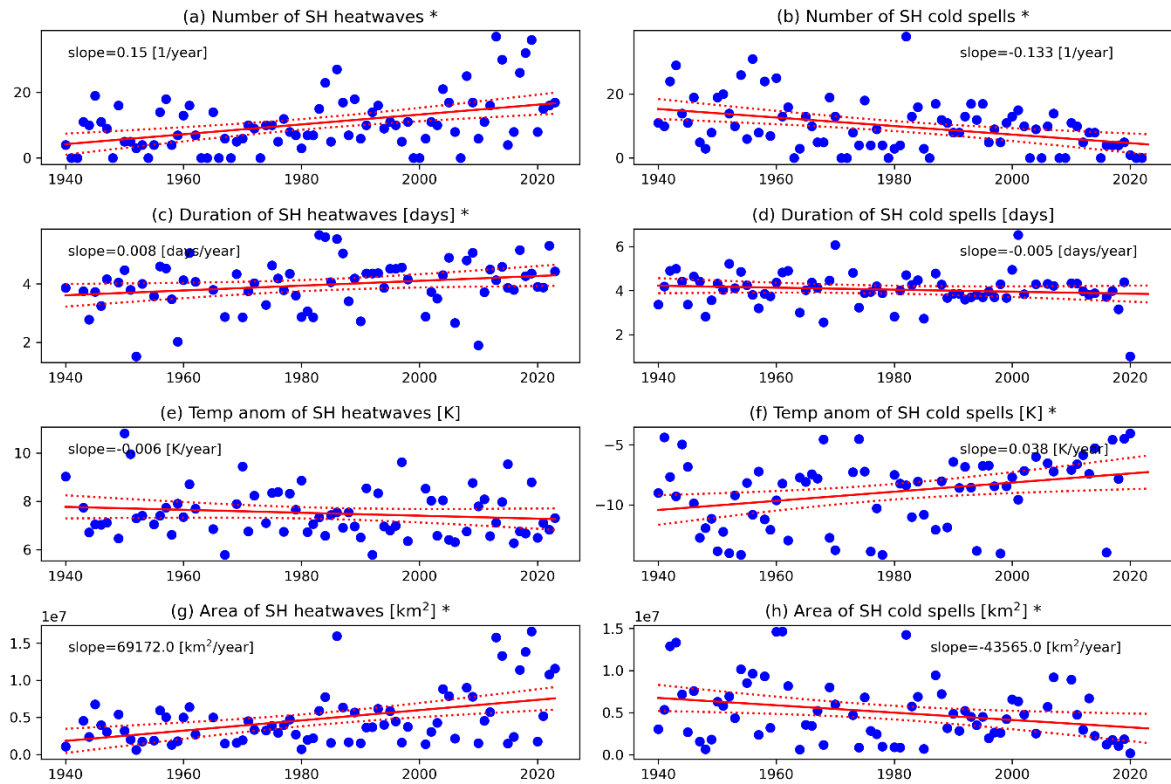 (a) Number of SH heatwaves *
slope=0.15 [1/year]
20
0
1940 1960 1980 2000 2020
(b) Number of SH cold spells *
slope=-0.133 [1/year]
20
0
1940 1960 1980 2000 2020
(c) Duration of SH heatwaves [days] *
slope=0.008 [days/year]
4
2
1940 1960 1980 2000 2020
(d) Duration of SH cold spells [days]
slope=-0.005 [days/year]
6
4
2
1940 1960 1980 2000 2020
(e) Temp anom of SH heatwaves [K]
slope=-0.006 [K/year]
10
8
6
1940 1960 1980 2000 2020
(f) Temp anom of SH cold spells [K] *
slope=0.038 [K/year]
−5
−10
1940 1960 1980 2000 2020
(g) Area of SH heatwaves [km²] *
1e7
slope=69172.0 [km²/year]
1.5
1.0
0.5
0.0
1940 1960 1980 2000 2020
(h) Area of SH cold spells [km²] *
1e7
slope=-43565.0 [km²/year]
1.5
1.0
0.5
0.0
1940 1960 1980 2000 2020